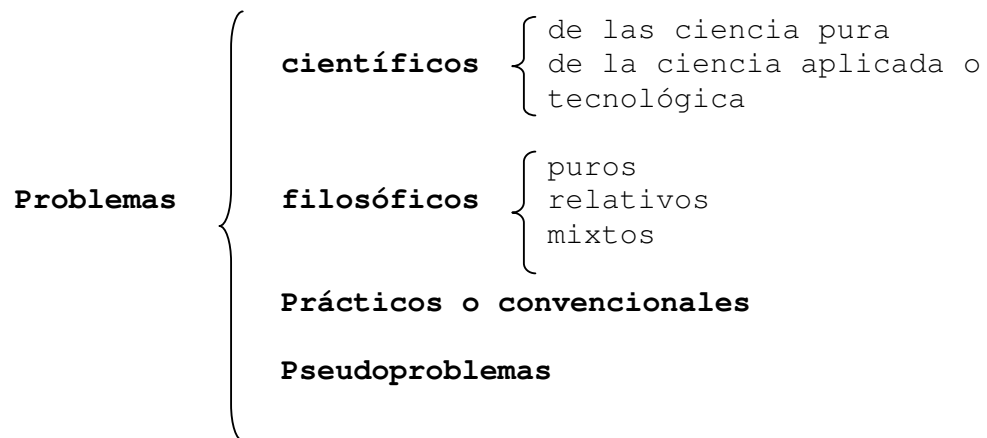 de las ciencia pura
científicos
de la ciencia aplicada o
tecnológica
puros
Problemas
filosóficos
relativos
mixtos
Prácticos o convencionales
Pseudoproblemas